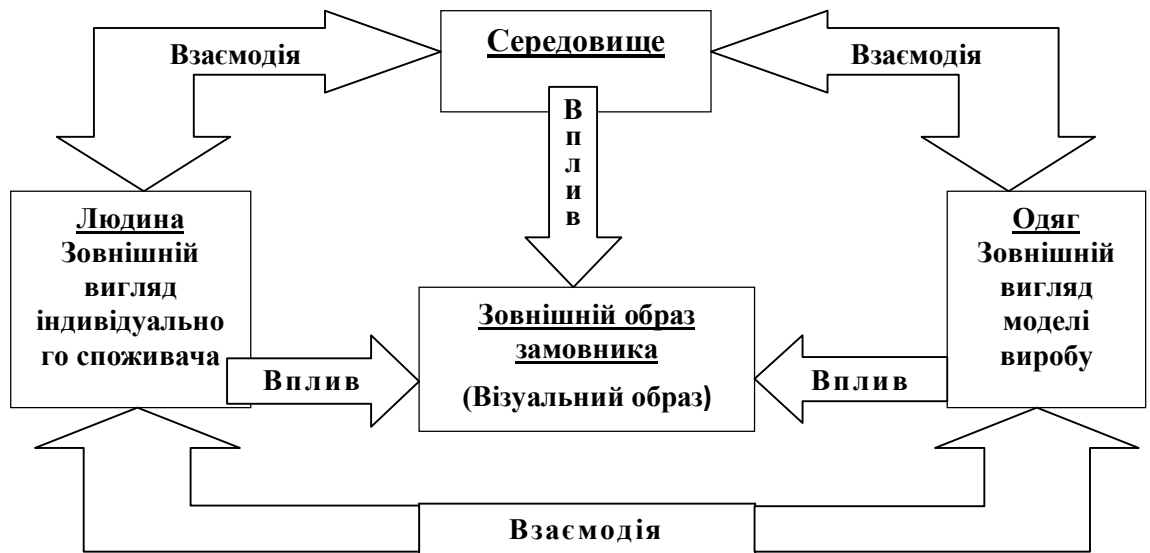 Середовище
Взаємодія
Взаємодія
Вплив
Людина
Зовнішній
вигляд
індивідуально
го споживача
Одяг
Зовнішній
вигляд
моделі
виробу
Зовнішній образ
замовника
(Візуальний образ)
Вплив
Вплив
Взаємодія